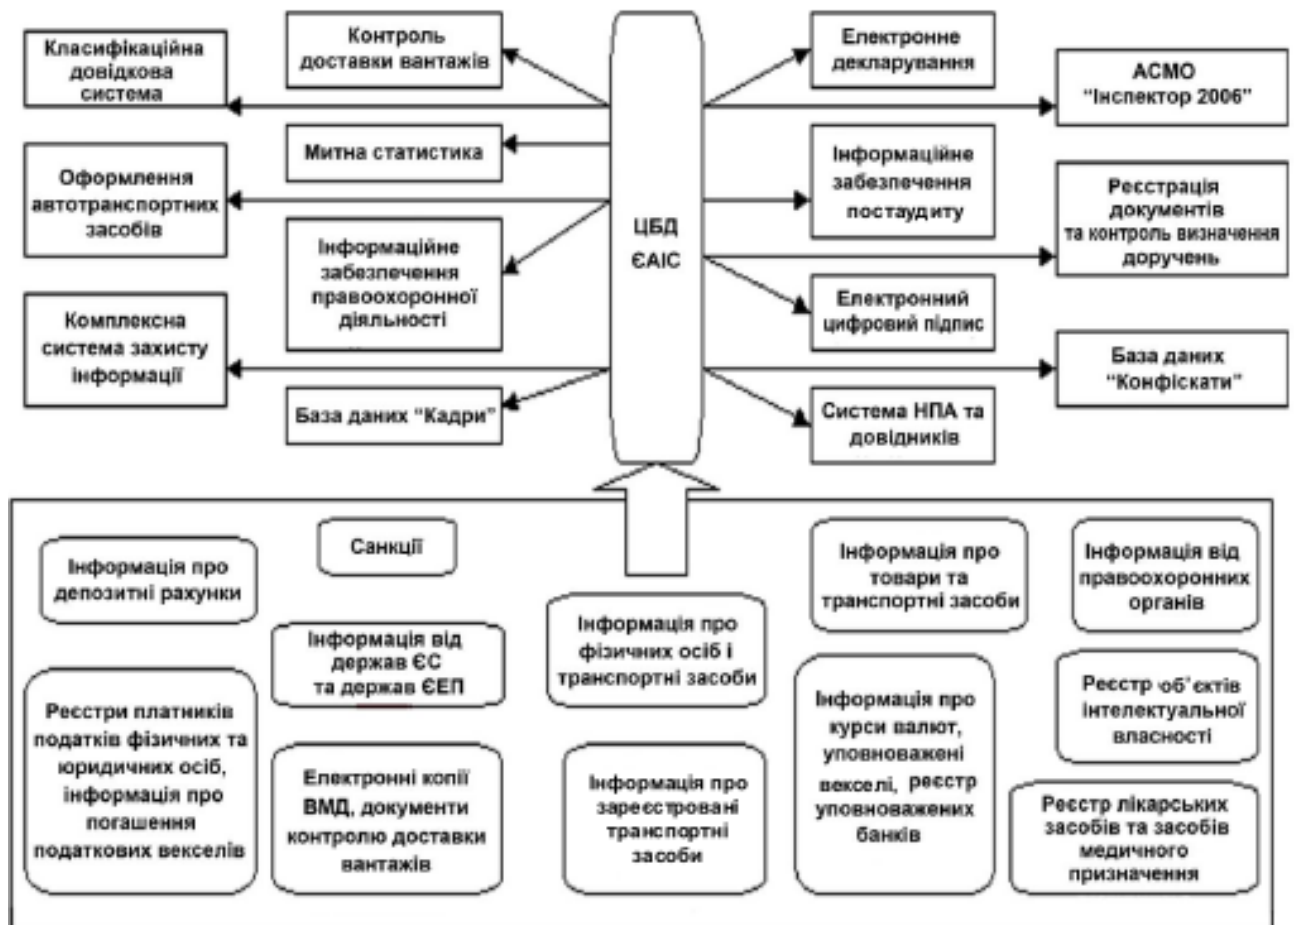 Класифікаційна
довідкова
система
Контроль
доставки вантажів
Електронне
декларування
АСМО
“Інспектор 2006”
Митна статистика
Оформлення
автотранспортних
засобів
Інформаційне
забезпечення
правоохоронної
діяльності
ЦБД
ЄАІС
Інформаційне
забезпечення
постаудиту
Реєстрація
документів
та контроль визначення
доручень
Комплексна
система захисту
інформації
Електронний
цифровий підпис
База даних
“Конфіскати”
База даних “Кадри”
Система НПА та
довідників
Інформація про
депозитні рахунки
Санкції
Інформація про
товари та
транспортні засоби
Інформація від
правоохоронних
органів
Інформація від
держав ЄС
та держав ЄЕП
Інформація про
фізичних осіб і
транспортні засоби
Реєстри платників
податків фізичних та
юридичних осіб,
інформація про
погашення
податкових векселів
Інформація про
курси валют,
уповноважені
векселі, реєстр
уповноважених
банків
Реєстр об’єктів
інтелектуальної
власності
Електронні копії
ВМД, документи
контролю доставки
вантажів
Інформація про
зареєстровані
транспортні
засоби
Реєстр лікарських
засобів та засобів
медичного
призначення